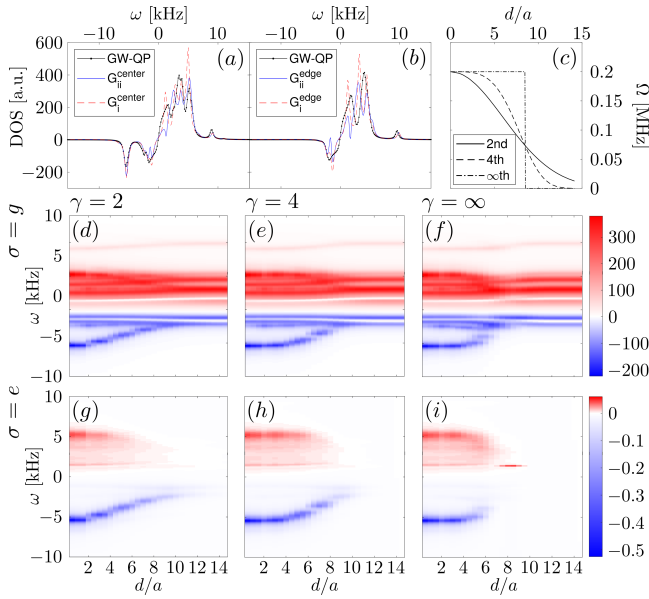 ω [kHz] ω [kHz] d/a
−15 0 15 −15 0 15 0 5 10 15
600
400
200
0
−200
DOS [a.u.]
GW-QP
G_ii^center
G_i^center
(a)
GW-QP
G_ii^edge
G_i^edge
(b)
(c)
2nd
4th
∞th
0.2
0.15
0.1
0.05
0
Ω [MHz]
γ = 2 γ = 4 γ = ∞
σ = g
(d) (e) (f)
10
5
0
−5
−10
ω [kHz]
300
200
100
0
−100
−200
σ = e
(g) (h) (i)
10
5
0
−5
−10
ω [kHz]
0
−0.1
−0.2
−0.3
−0.4
−0.5
2 4 6 8 10 12 14 2 4 6 8 10 12 14 2 4 6 8 10 12 14
d/a d/a d/a